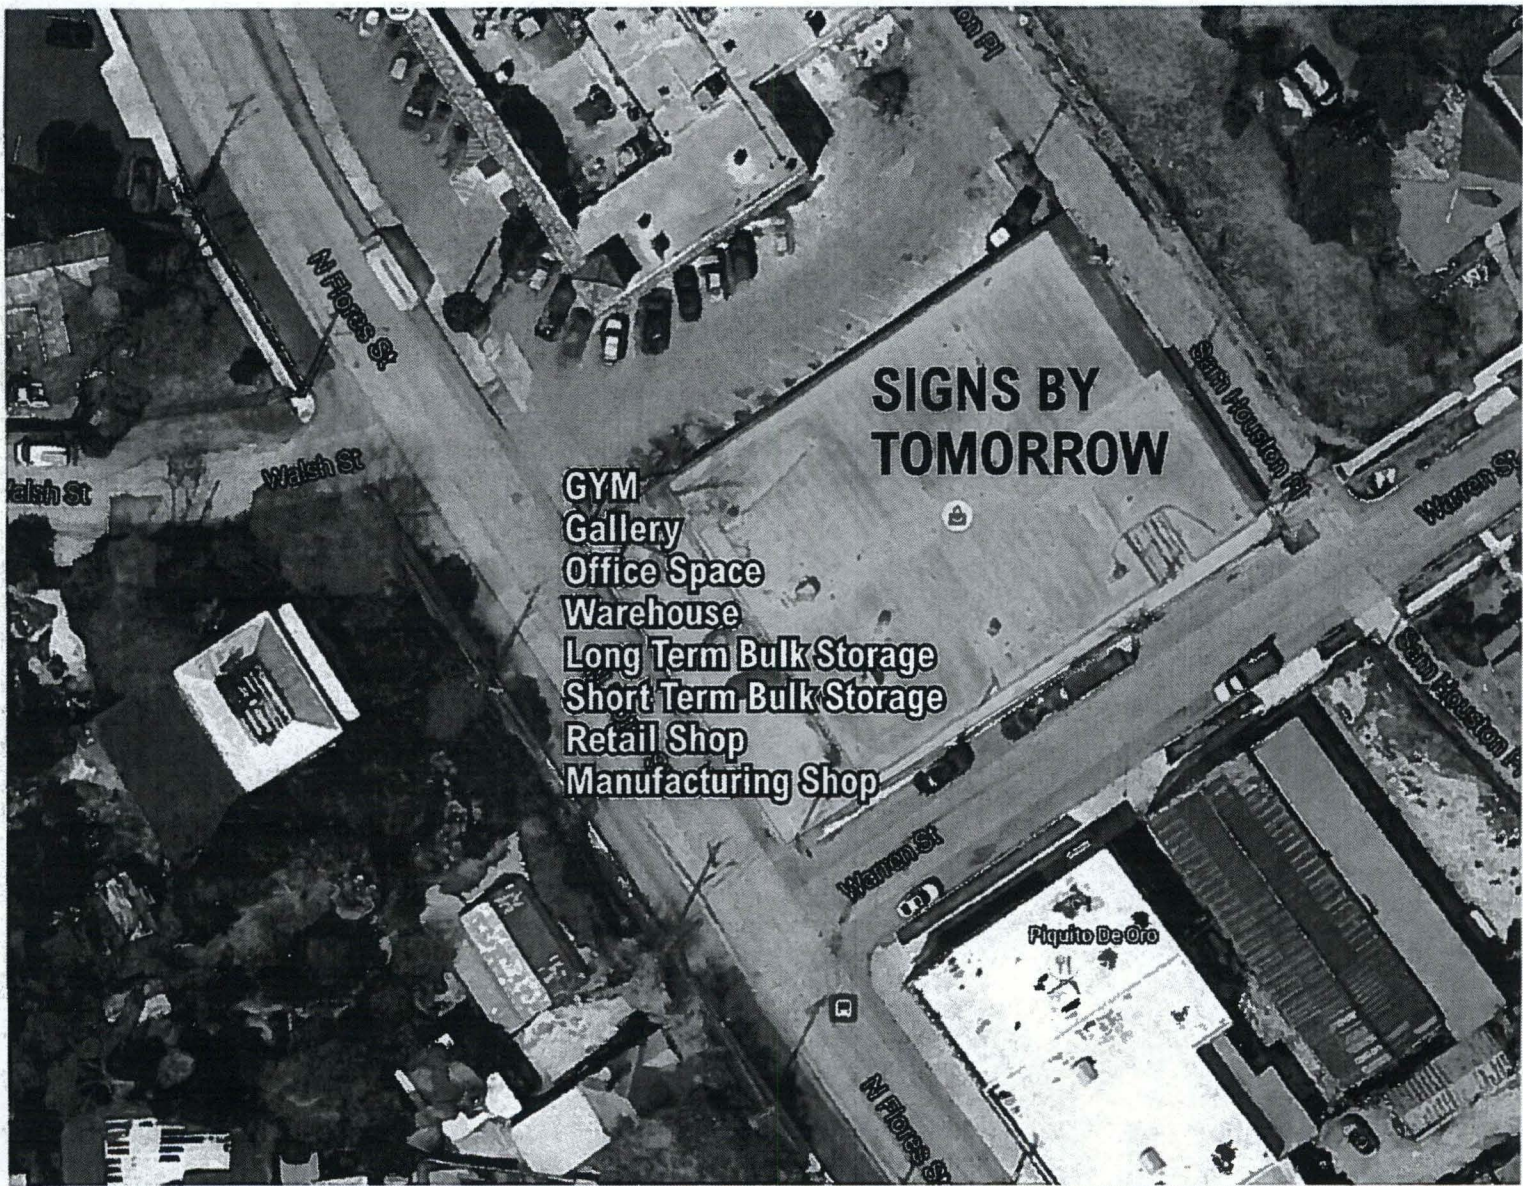 on Pl
N Flores St
SIGNS BY
TOMORROW
Sam Houston Pl
Walsh St
alsh St
Warren St
GYM
Gallery
Office Space
Warehouse
Long Term Bulk Storage
Short Term Bulk Storage
Retail Shop
Manufacturing Shop
Sam Houston P
Warren St
Piquito De Oro
N Flores St